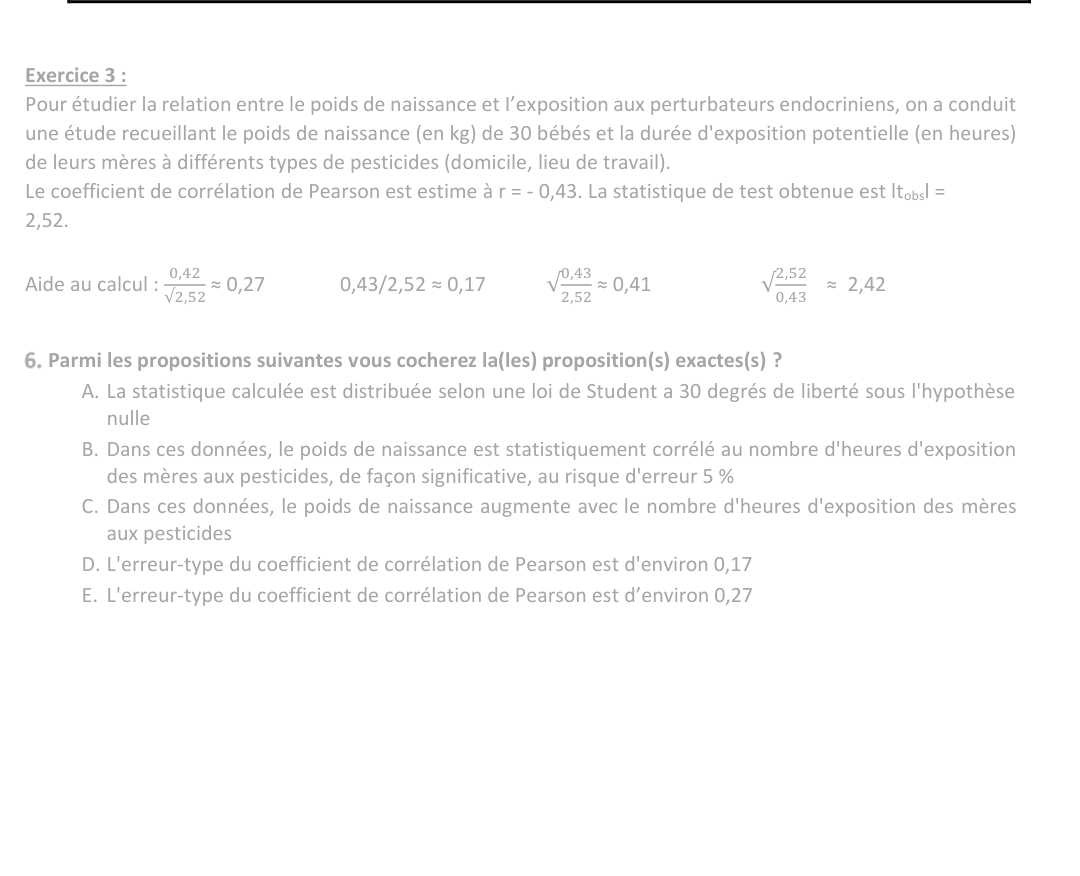 Exercice 3 :
Pour étudier la relation entre le poids de naissance et l’exposition aux perturbateurs endocriniens, on a conduit
une étude recueillant le poids de naissance (en kg) de 30 bébés et la durée d'exposition potentielle (en heures)
de leurs mères à différents types de pesticides (domicile, lieu de travail).
Le coefficient de corrélation de Pearson est estime à r = - 0,43. La statistique de test obtenue est ltobsl =
2,52.
Aide au calcul : 0,42/√2,52 ≈ 0,27 0,43/2,52 ≈ 0,17 √(0,43/2,52) ≈ 0,41 √(2,52/0,43) ≈ 2,42
6. Parmi les propositions suivantes vous cocherez la(les) proposition(s) exactes(s) ?
A. La statistique calculée est distribuée selon une loi de Student a 30 degrés de liberté sous l'hypothèse
nulle
B. Dans ces données, le poids de naissance est statistiquement corrélé au nombre d'heures d'exposition
des mères aux pesticides, de façon significative, au risque d'erreur 5 %
C. Dans ces données, le poids de naissance augmente avec le nombre d'heures d'exposition des mères
aux pesticides
D. L'erreur-type du coefficient de corrélation de Pearson est d'environ 0,17
E. L'erreur-type du coefficient de corrélation de Pearson est d’environ 0,27